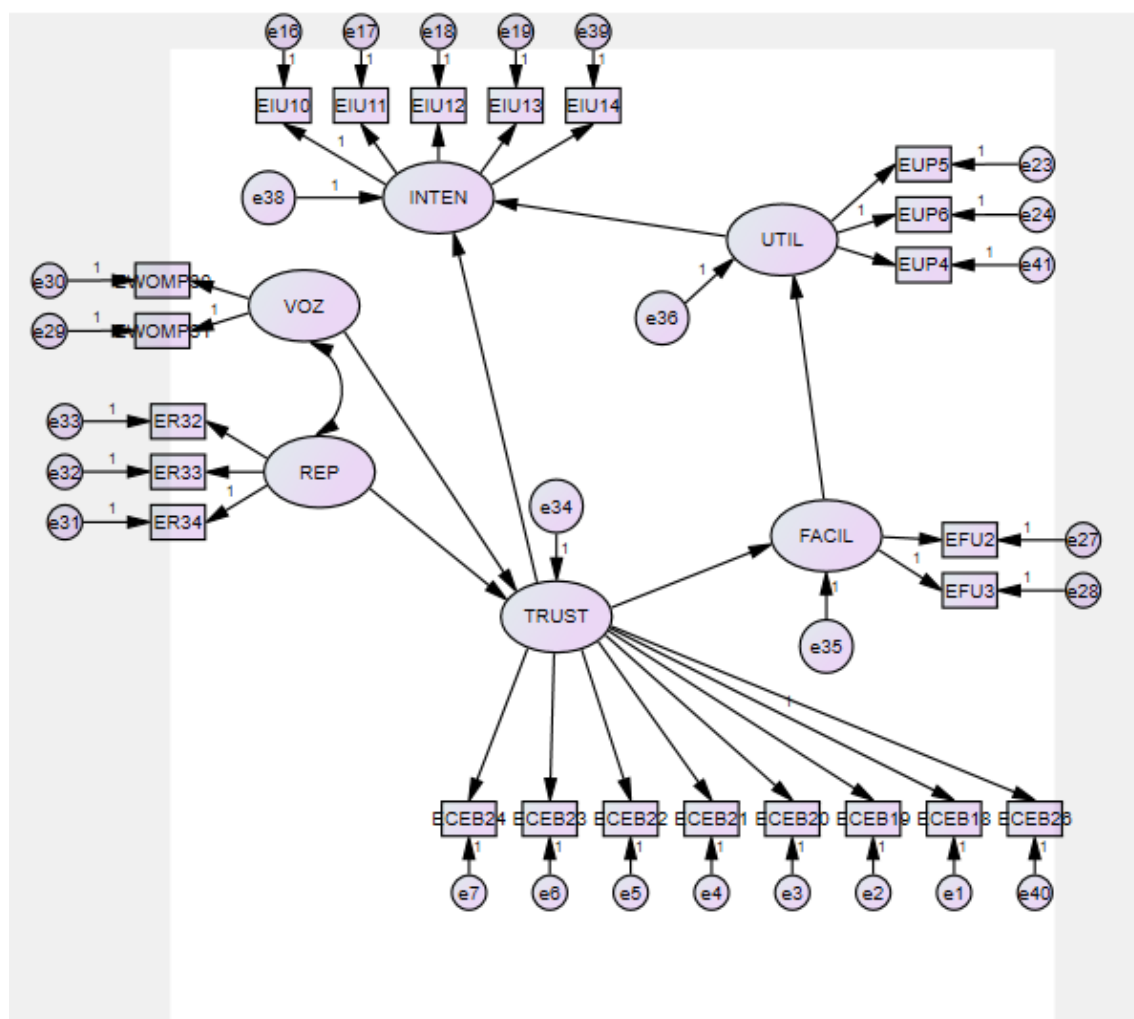 e16 e17 e18 e19 e39
1 1 1 1 1
EIU10 EIU11 EIU12 EIU13 EIU14
1
EUP5 1 e23
e38 1 INTEN
1 EUP6 1 e24
UTIL
EUP4 1 e41
e30 1
VOZ
1
e36
e29 1 1
e33 1 ER32
e32 1 ER33 REP
e31 1 ER34 1
e34
1
FACIL EFU2 1 e27
1 EFU3 1 e28
1
TRUST
e35
1
ECEB24 ECEB23 ECEB22 ECEB21 ECEB20 ECEB19 ECEB18 ECEB26
1 1 1 1 1 1 1 1
e7 e6 e5 e4 e3 e2 e1 e40